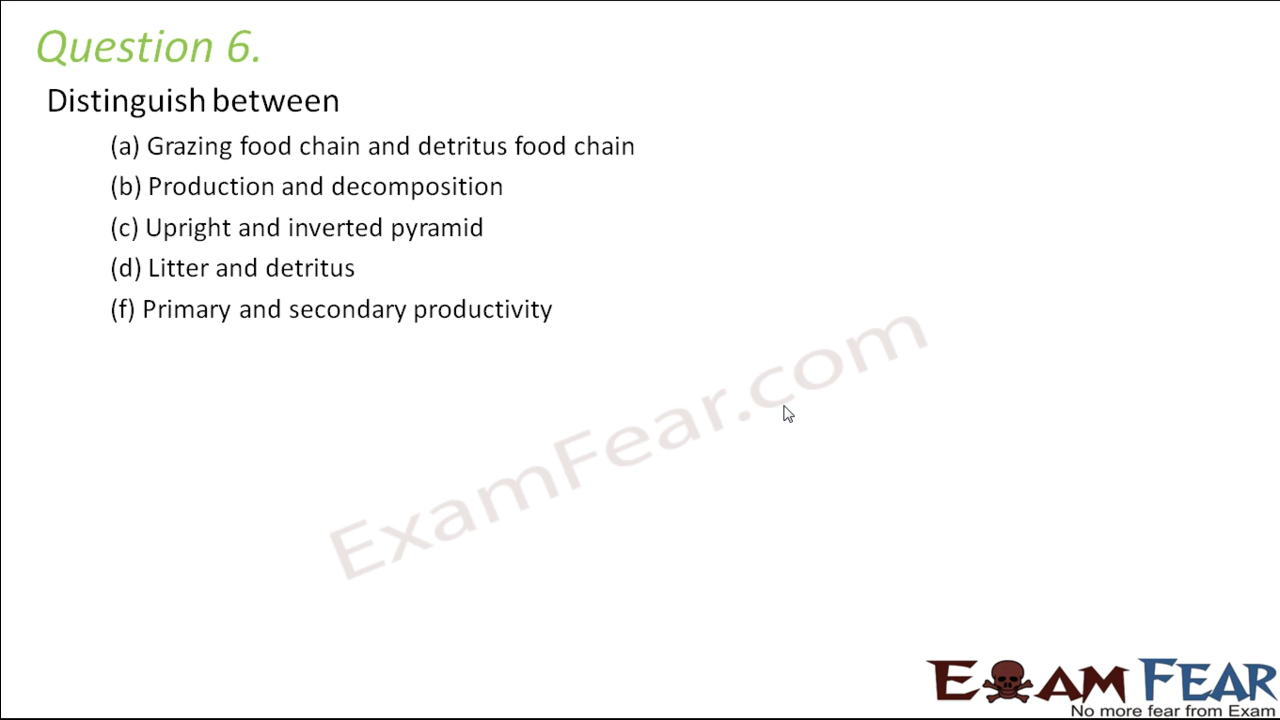 Question 6.
Distinguish between
(a) Grazing food chain and detritus food chain
(b) Production and decomposition
(c) Upright and inverted pyramid
(d) Litter and detritus
(f) Primary and secondary productivity
ExamFear.com
EXAM FEAR
No more fear from Exam